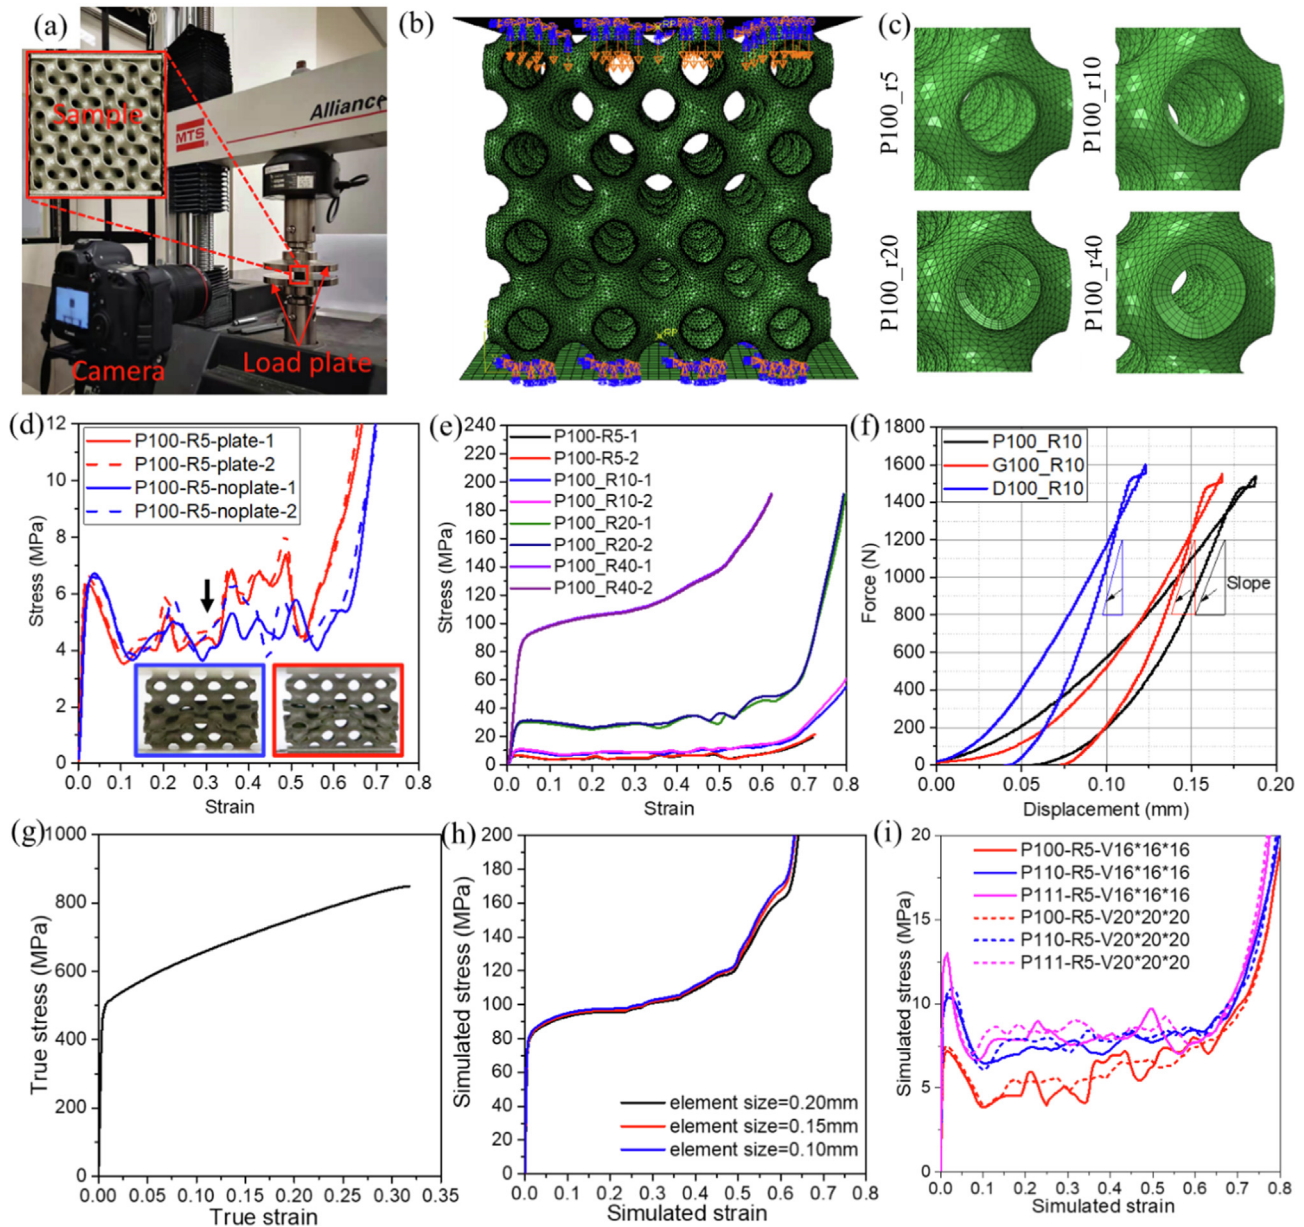 (a)
Sample
Alliance
MTS
Camera
Load plate
(b)
RP
RP
(c)
P100_r5
P100_r10
P100_r20
P100_r40
(d)
12
10
8
6
4
2
0
Stress (MPa)
P100-R5-plate-1
P100-R5-plate-2
P100-R5-noplate-1
P100-R5-noplate-2
0.0 0.1 0.2 0.3 0.4 0.5 0.6 0.7 0.8
Strain
(e)
240
220
200
180
160
140
120
100
80
60
40
20
0
Stress (MPa)
P100-R5-1
P100-R5-2
P100_R10-1
P100_R10-2
P100_R20-1
P100_R20-2
P100_R40-1
P100_R40-2
0.0 0.1 0.2 0.3 0.4 0.5 0.6 0.7 0.8
Strain
(f)
1800
1600
1400
1200
1000
800
600
400
200
0
Force (N)
P100_R10
G100_R10
D100_R10
Slope
0.00 0.05 0.10 0.15 0.20
Displacement (mm)
(g)
1000
800
600
400
200
0
True stress (MPa)
0.00 0.05 0.10 0.15 0.20 0.25 0.30 0.35
True strain
(h)
200
180
160
140
120
100
80
60
40
20
0
Simulated stress (MPa)
element size=0.20mm
element size=0.15mm
element size=0.10mm
0.0 0.1 0.2 0.3 0.4 0.5 0.6 0.7 0.8
Simulated strain
(i)
20
15
10
5
0
Simulated stress (MPa)
P100-R5-V16*16*16
P110-R5-V16*16*16
P111-R5-V16*16*16
P100-R5-V20*20*20
P110-R5-V20*20*20
P111-R5-V20*20*20
0.0 0.1 0.2 0.3 0.4 0.5 0.6 0.7 0.8
Simulated strain